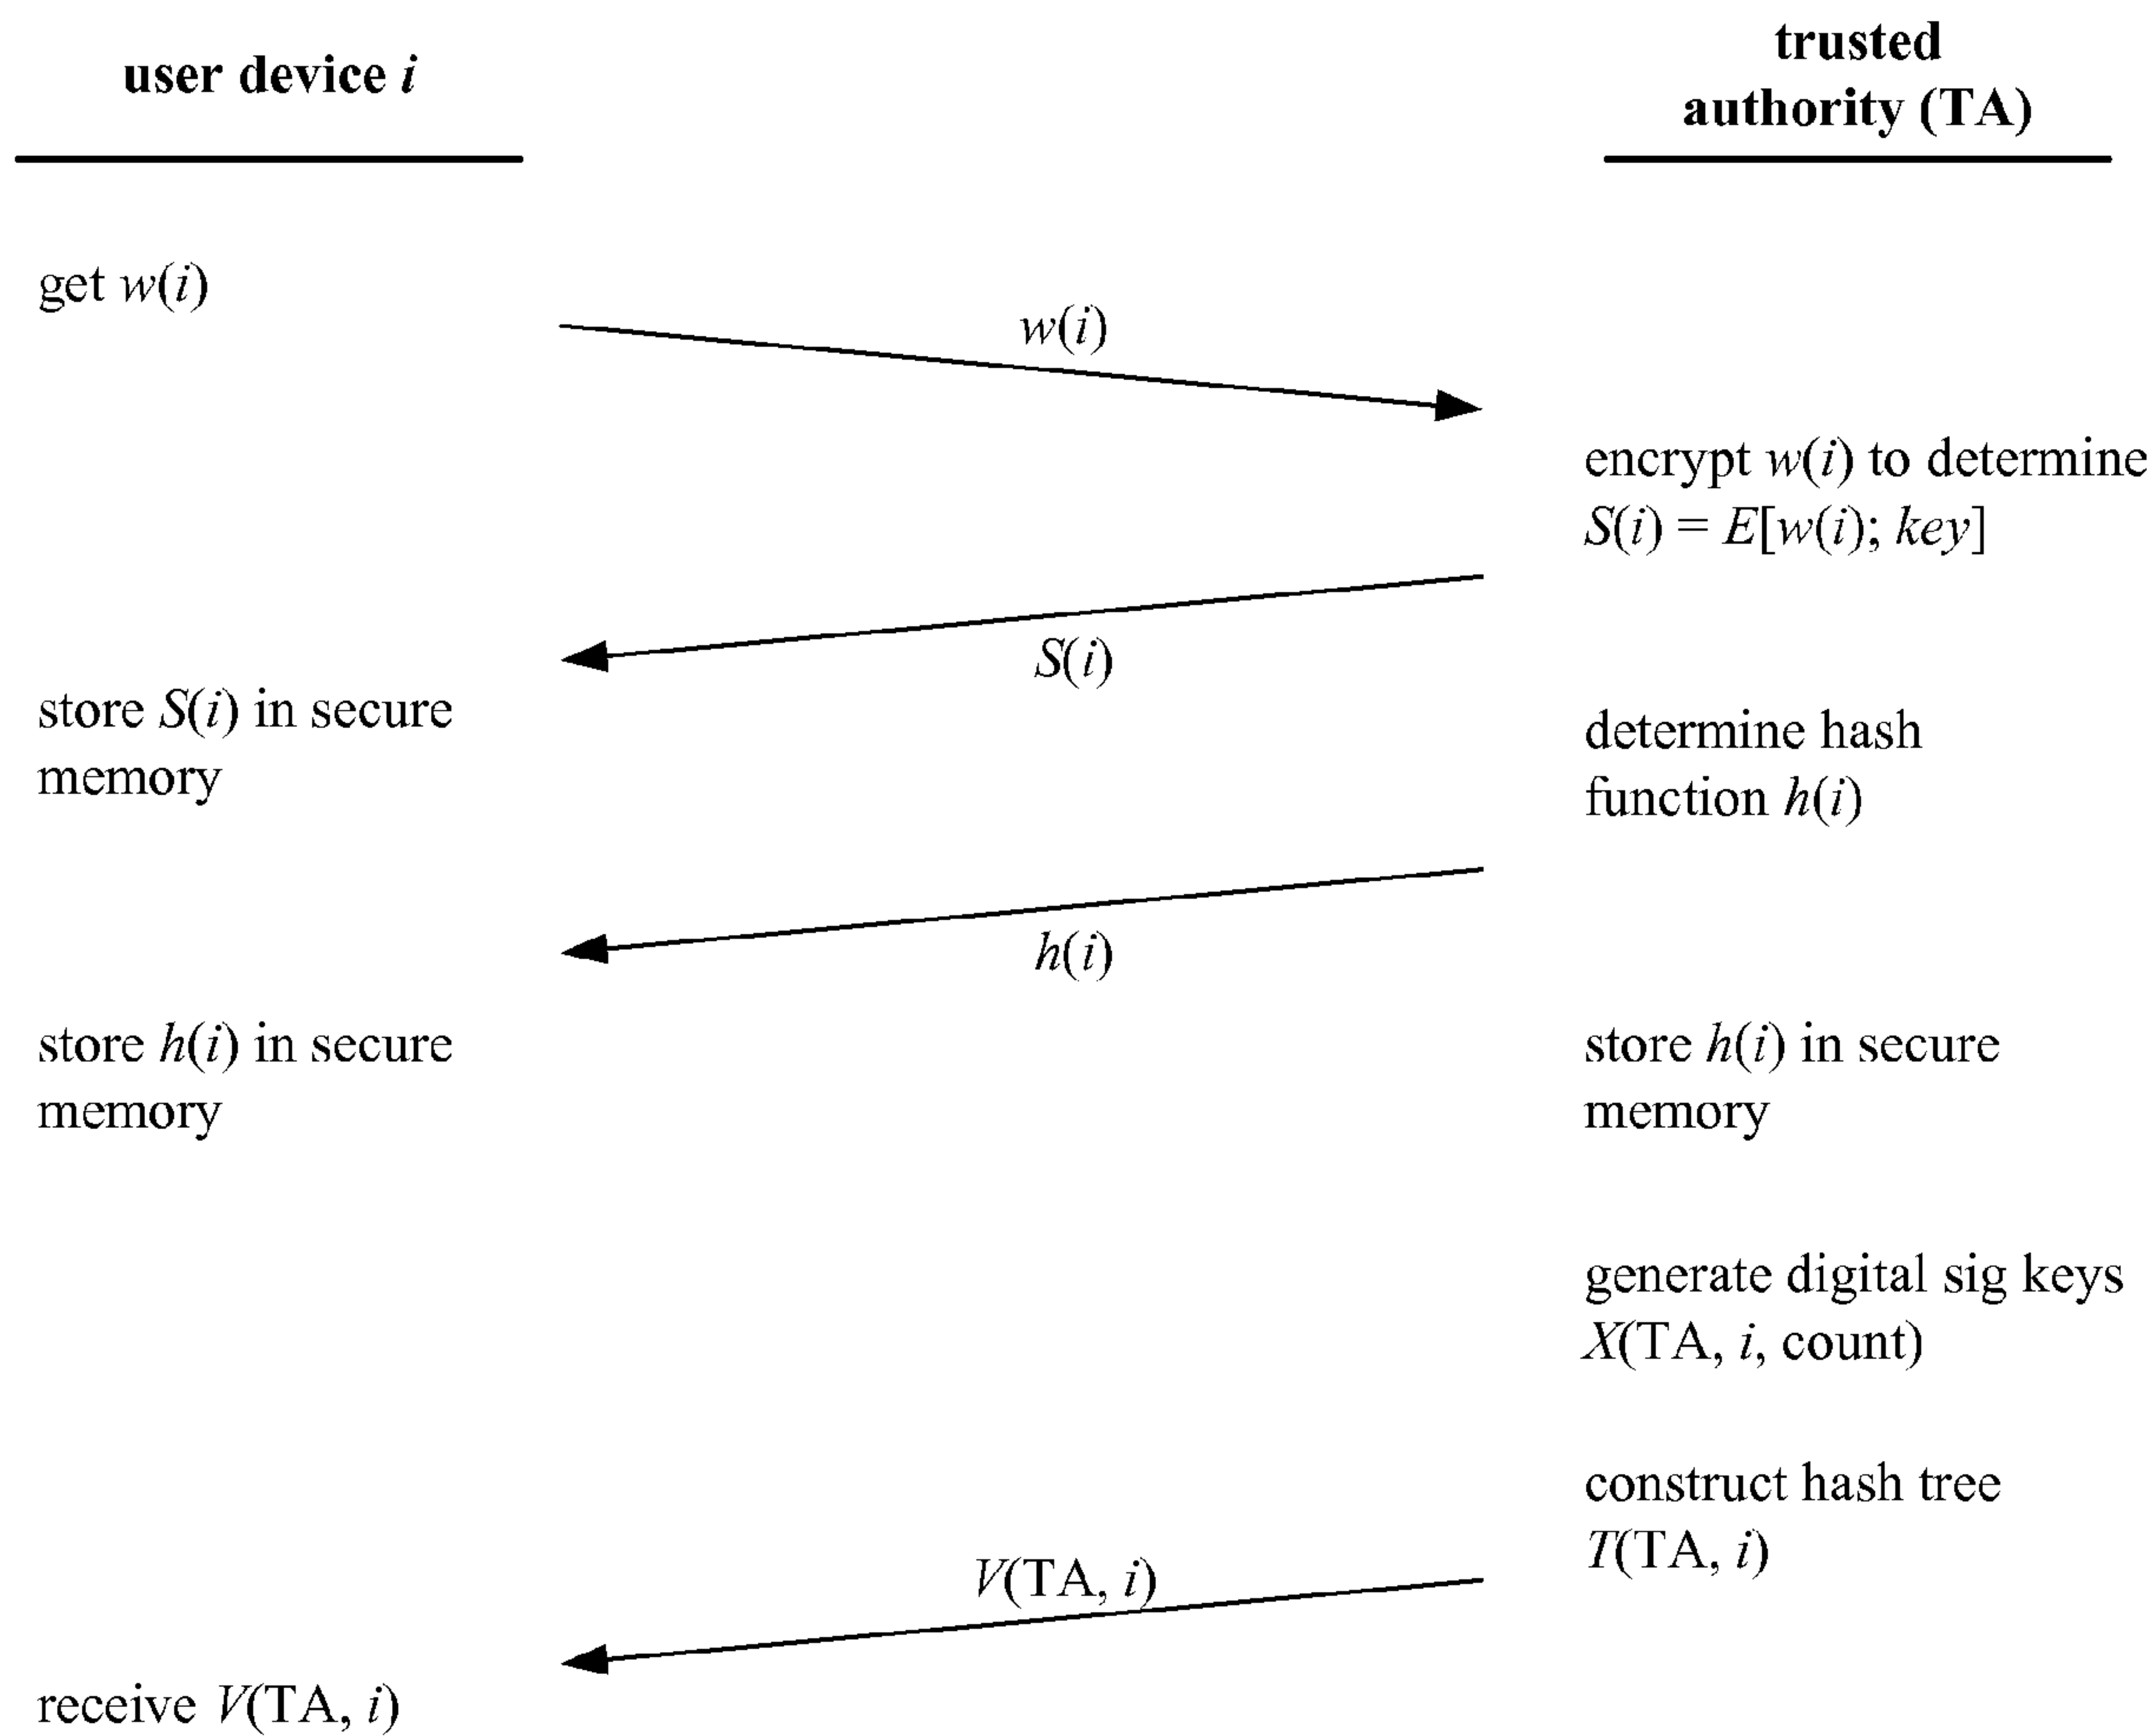 user device i
trusted
authority (TA)
get w(i)
w(i)
encrypt w(i) to determine
S(i) = E[w(i); key]
S(i)
store S(i) in secure
memory
determine hash
function h(i)
h(i)
store h(i) in secure
memory
store h(i) in secure
memory
generate digital sig keys
X(TA, i, count)
construct hash tree
T(TA, i)
V(TA, i)
receive V(TA, i)